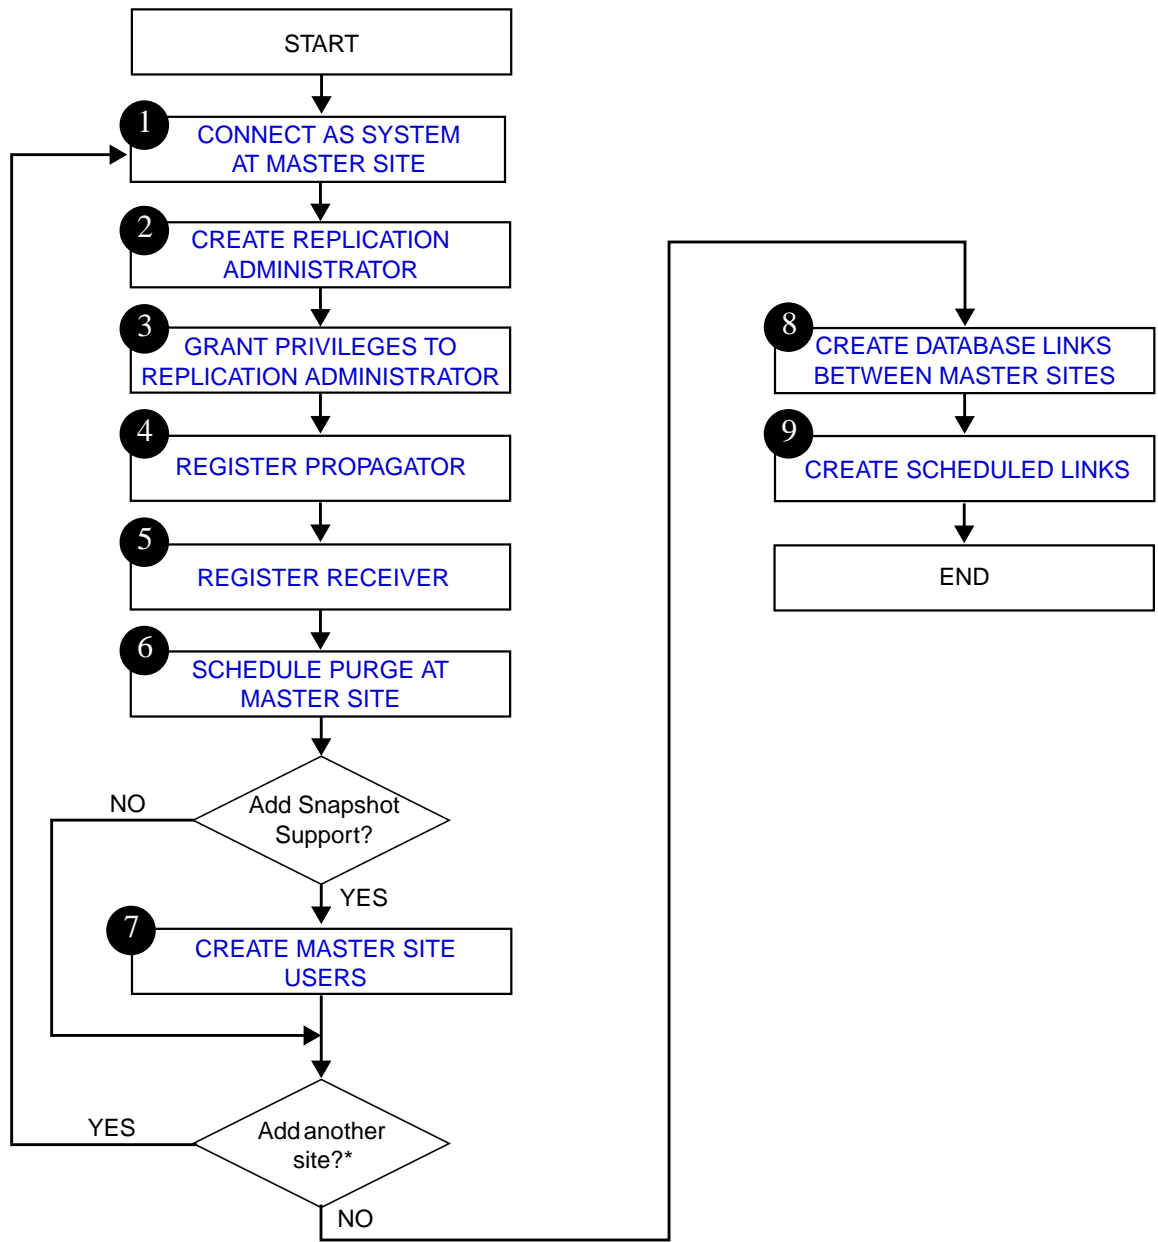 START
1
CONNECT AS SYSTEM
AT MASTER SITE
2
CREATE REPLICATION
ADMINISTRATOR
3
GRANT PRIVILEGES TO
REPLICATION ADMINISTRATOR
4
REGISTER PROPAGATOR
5
REGISTER RECEIVER
6
SCHEDULE PURGE AT
MASTER SITE
Add Snapshot
Support?
NO
YES
7
CREATE MASTER SITE
USERS
Add another
site?*
YES
NO
8
CREATE DATABASE LINKS
BETWEEN MASTER SITES
9
CREATE SCHEDULED LINKS
END